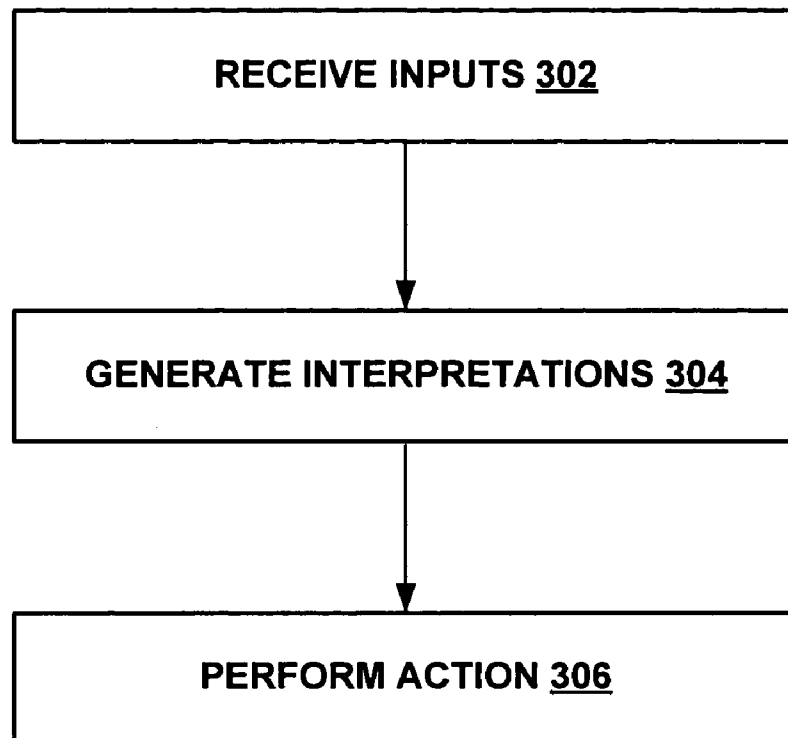 RECEIVE INPUTS 302
GENERATE INTERPRETATIONS 304
PERFORM ACTION 306